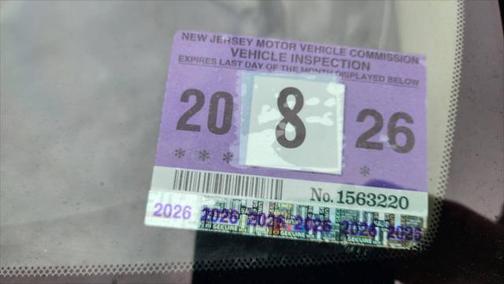 NEW JERSEY MOTOR VEHICLE COMMISSION
VEHICLE INSPECTION
EXPIRES LAST DAY OF THE MONTH DISPLAYED BELOW
20 8 26
* * * *
No. 1563220
2026 2026 2026 2026 2026 2026